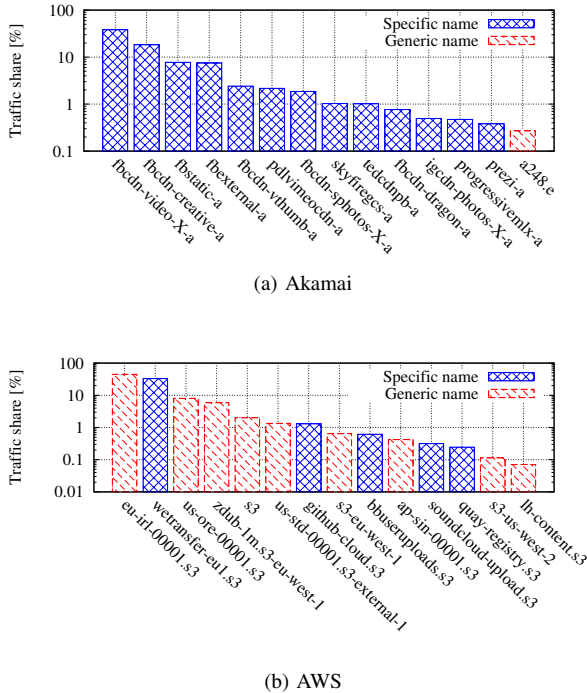 Traffic share [%]
100
10
1
0.1
Specific name
Generic name
fbcdn-video-X-a
fbcdn-creative-a
fbstatic-a
fbexternal-a
fbcdn-vthumb-a
pdlvimeocdn-a
fbcdn-sphotos-X-a
skyfiregcs-a
tedcdnpb-a
fbcdn-dragon-a
igcdn-photos-X-a
progressivemlx-a
prezi-a
a248.e
(a) Akamai
Traffic share [%]
100
10
1
0.1
0.01
Specific name
Generic name
eu-irl-00001.s3
wetransfer-eu1.s3
us-ore-00001.s3
zdub-1m.s3-eu-west-1
s3
us-std-00001.s3-external-1
github-cloud.s3
s3-eu-west-1
bbuseruploads.s3
ap-sin-00001.s3
soundcloud-upload.s3
quay-registry.s3
s3-us-west-2
lh-content.s3
(b) AWS